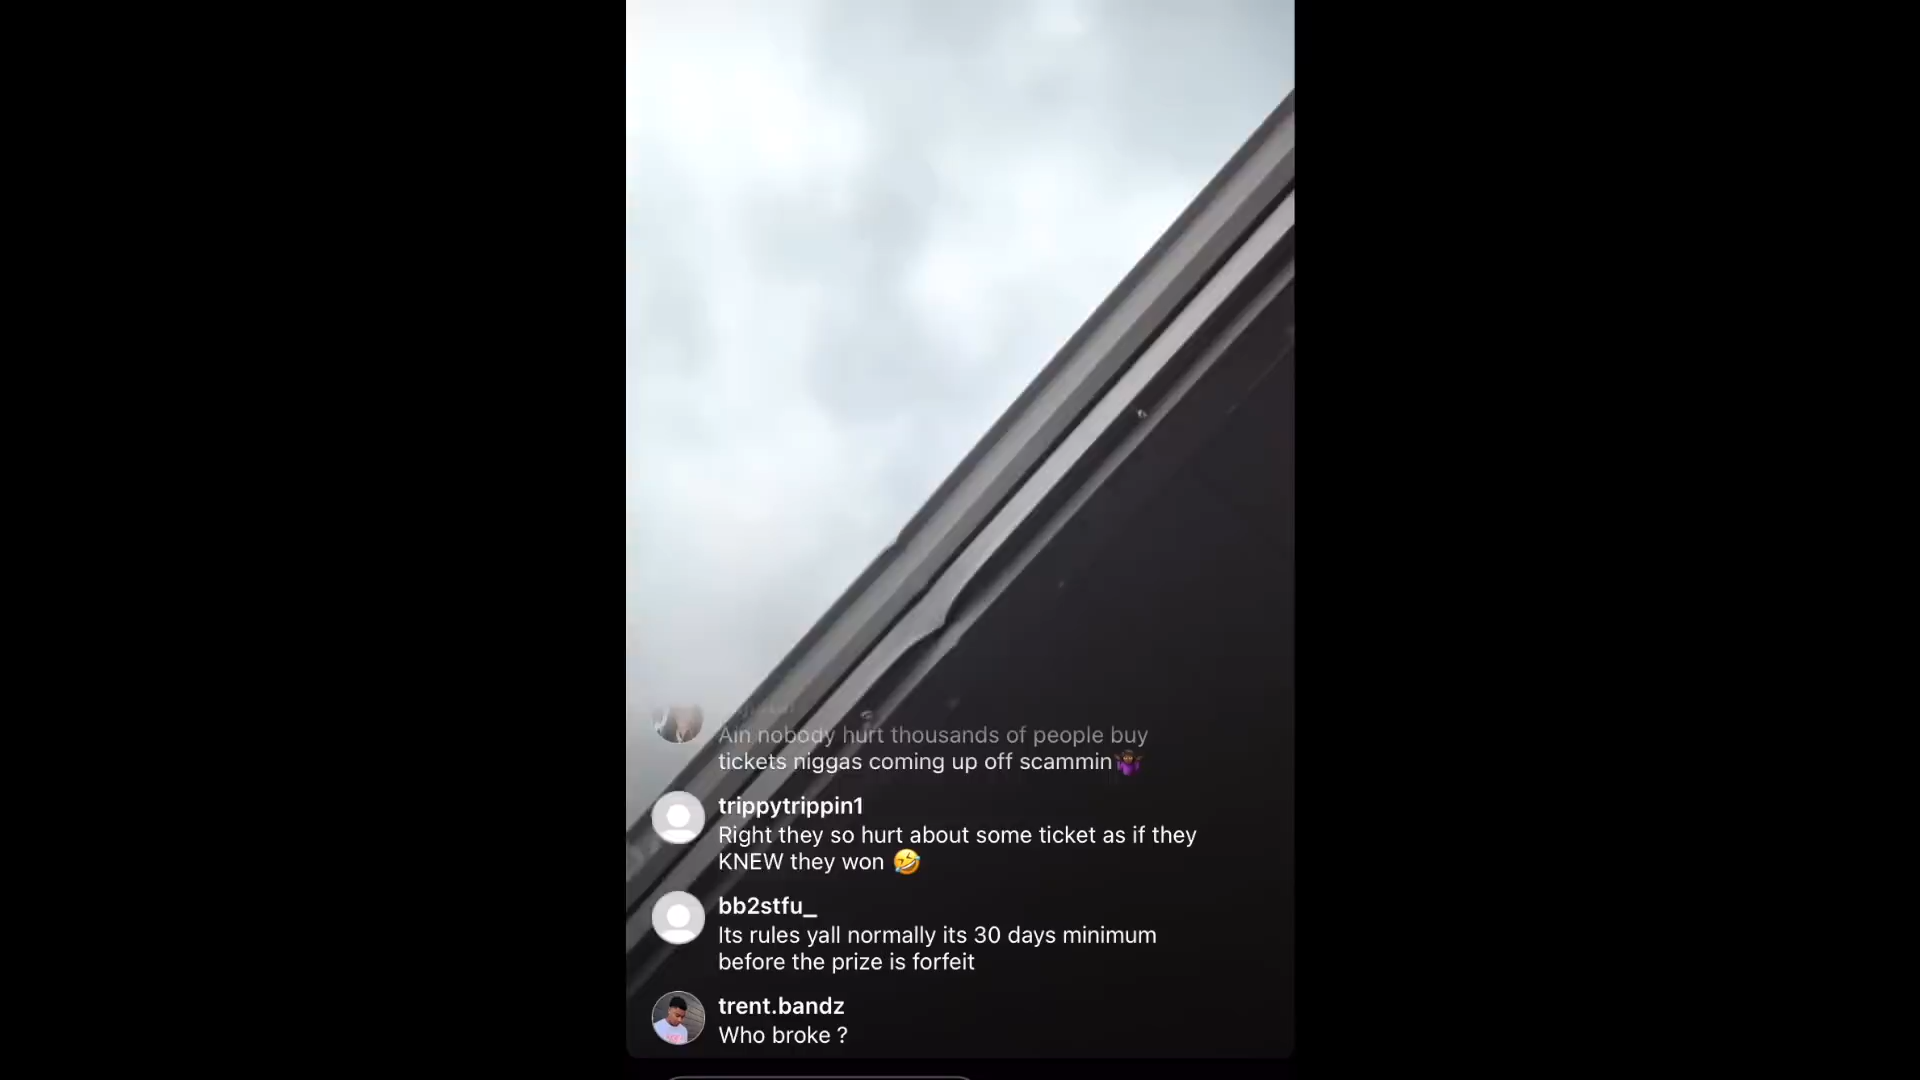 Ain nobody hurt thousands of people buy
tickets niggas coming up off scammin🤷🏾‍♀️
trippytrippin1
Right they so hurt about some ticket as if they
KNEW they won 🤣
bb2stfu_
Its rules yall normally its 30 days minimum
before the prize is forfeit
trent.bandz
Who broke ?